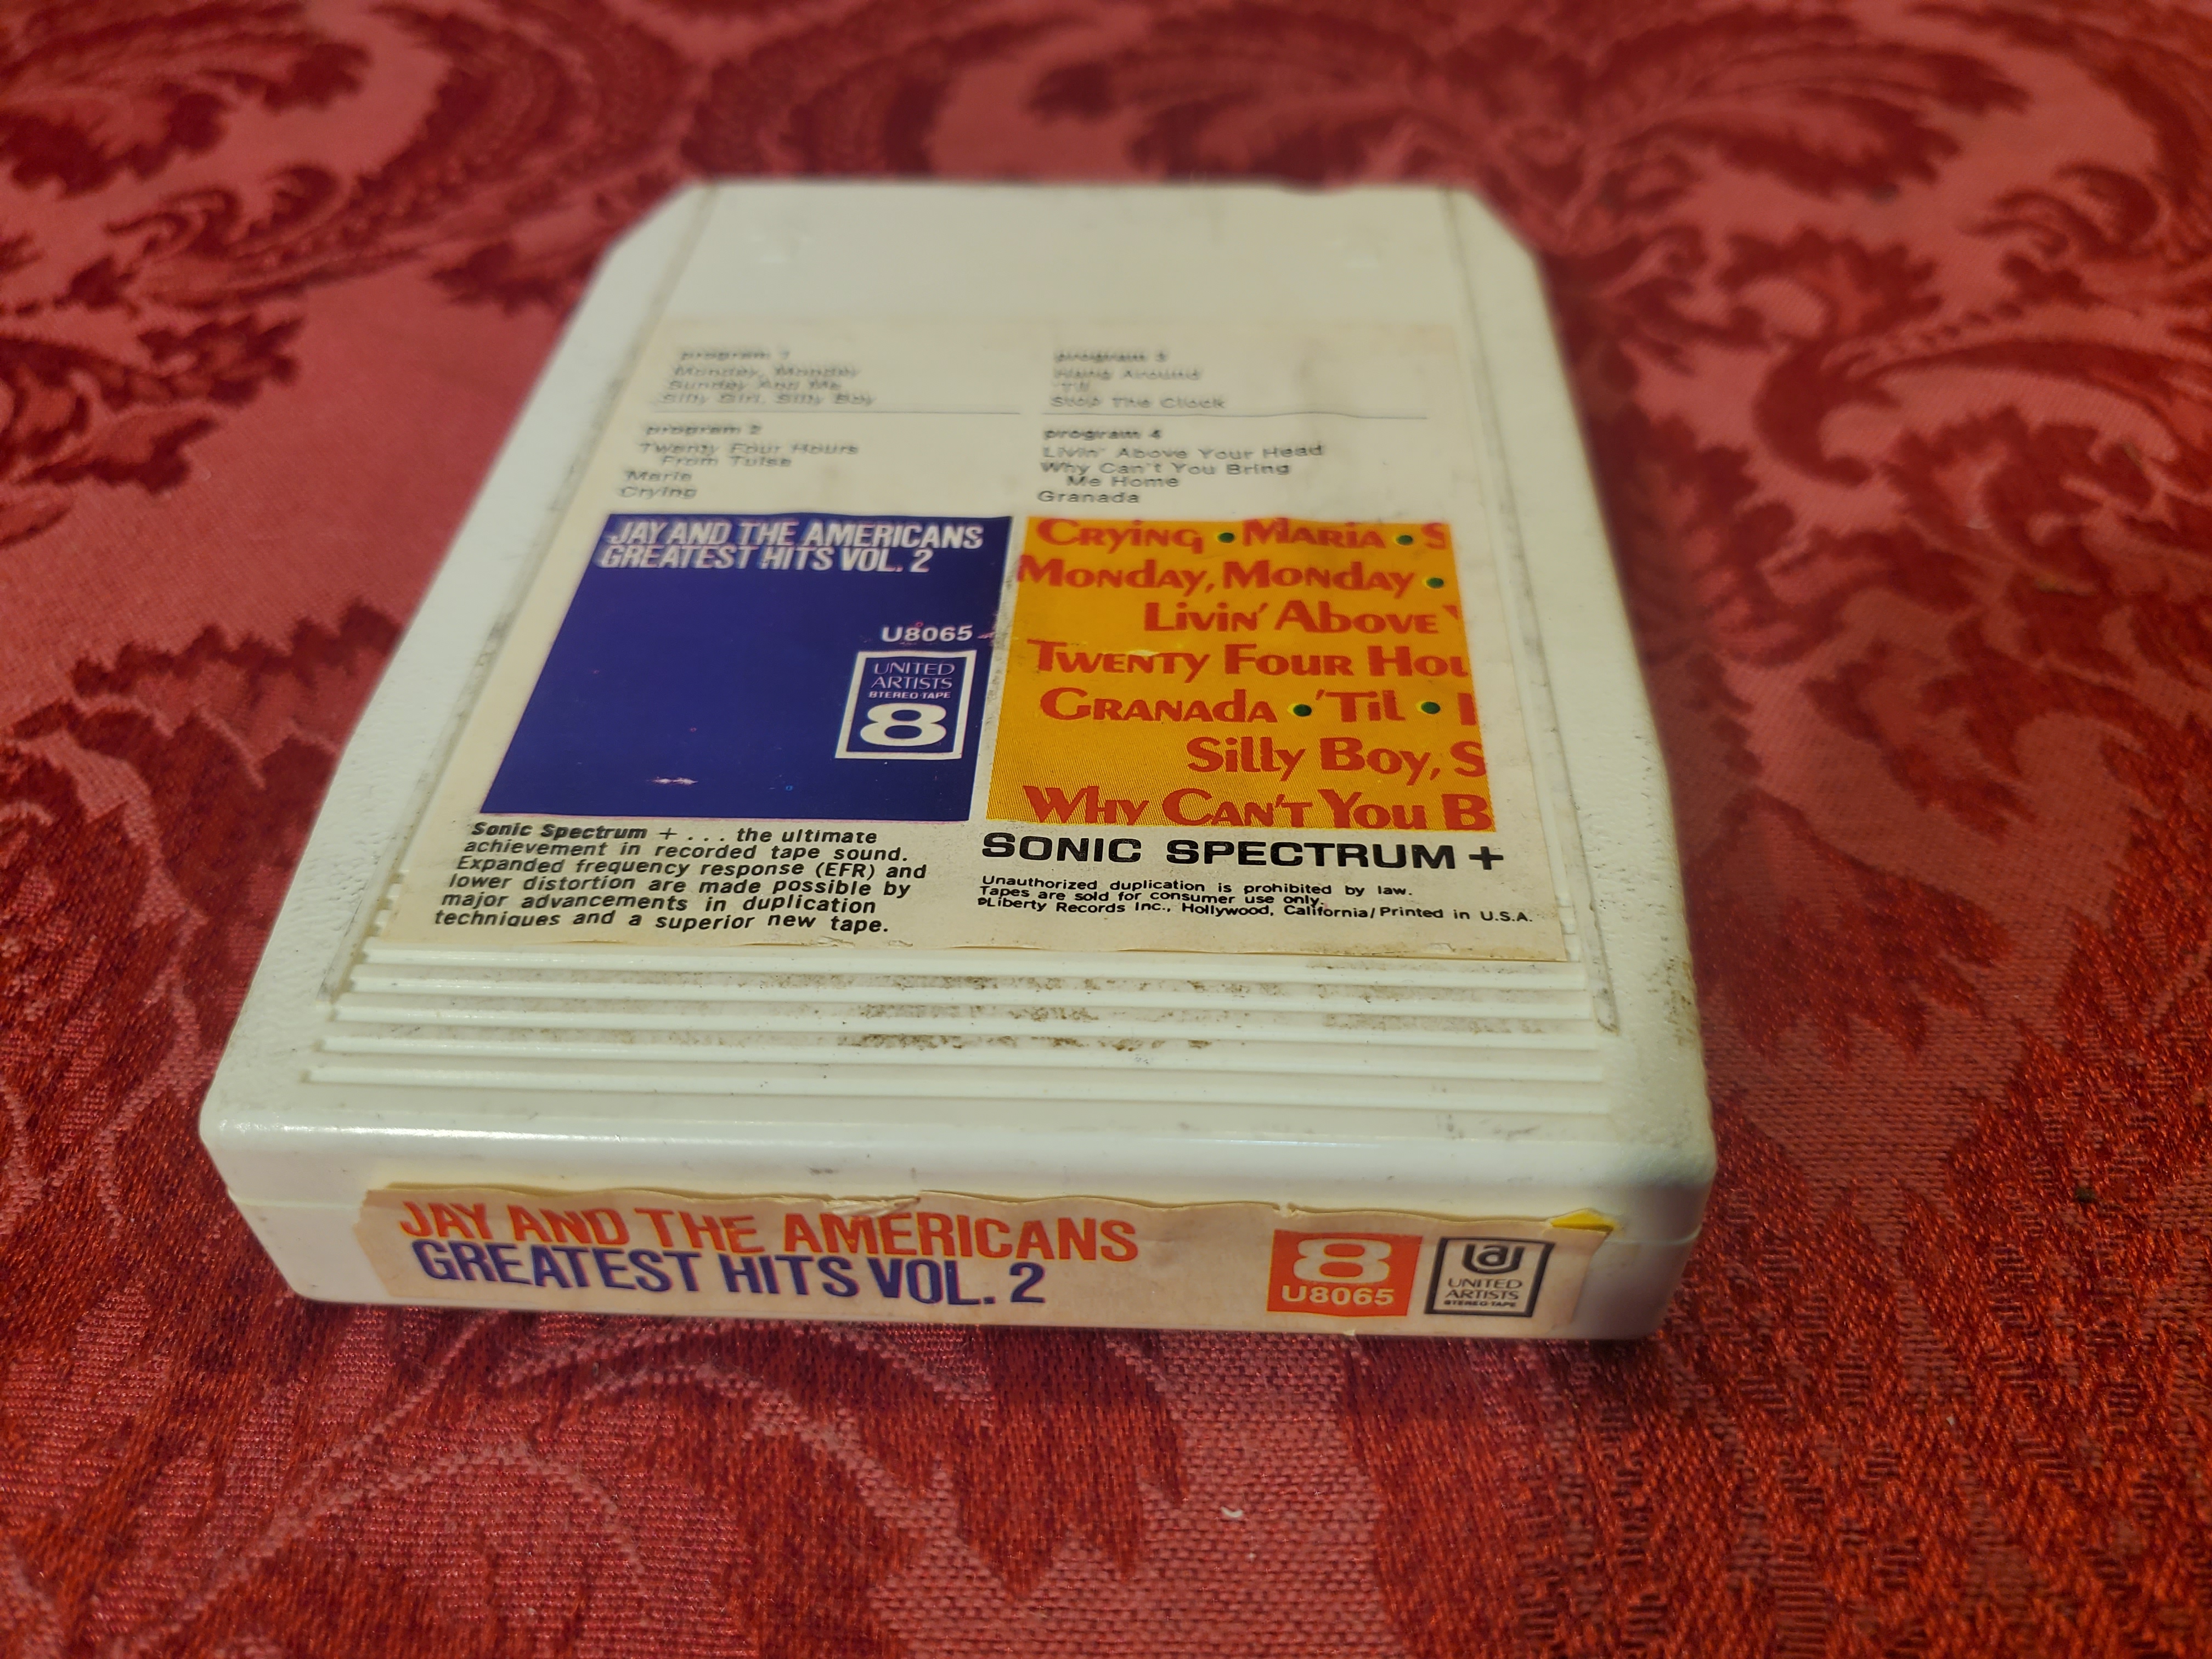 program 1
Monday, Monday
Sunday And Me
Silly Girl, Silly Boy
program 2
Twenty Four Hours
From Tulsa
Maria
Crying
program 3
Hang Around
'Til
Stop The Clock
program 4
Livin' Above Your Head
Why Can't You Bring
Me Home
Granada
JAY AND THE AMERICANS
GREATEST HITS VOL. 2
U8065
UNITED
ARTISTS
STEREO TAPE
8
Crying • Maria • S
Monday, Monday •
Livin' Above
Twenty Four Hou
Granada • 'Til •
Silly Boy, S
Why Can't You B
Sonic Spectrum + . . . the ultimate
achievement in recorded tape sound.
Expanded frequency response (EFR) and
lower distortion are made possible by
major advancements in duplication
techniques and a superior new tape.
SONIC SPECTRUM +
Unauthorized duplication is prohibited by law.
Tapes are sold for consumer use only.
©Liberty Records Inc., Hollywood, California/Printed in U.S.A.
JAY AND THE AMERICANS
GREATEST HITS VOL. 2
8
U8065
ua
UNITED
ARTISTS
STEREO TAPE